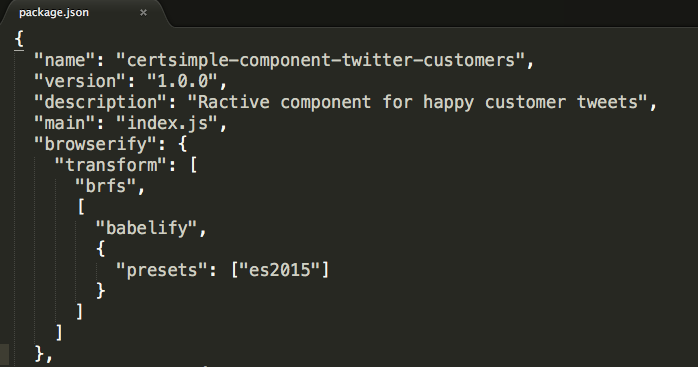 package.json ×
{
  "name": "certsimple-component-twitter-customers",
  "version": "1.0.0",
  "description": "Ractive component for happy customer tweets",
  "main": "index.js",
  "browserify": {
    "transform": [
      "brfs",
      [
        "babelify",
        {
          "presets": ["es2015"]
        }
      ]
    ]
  },